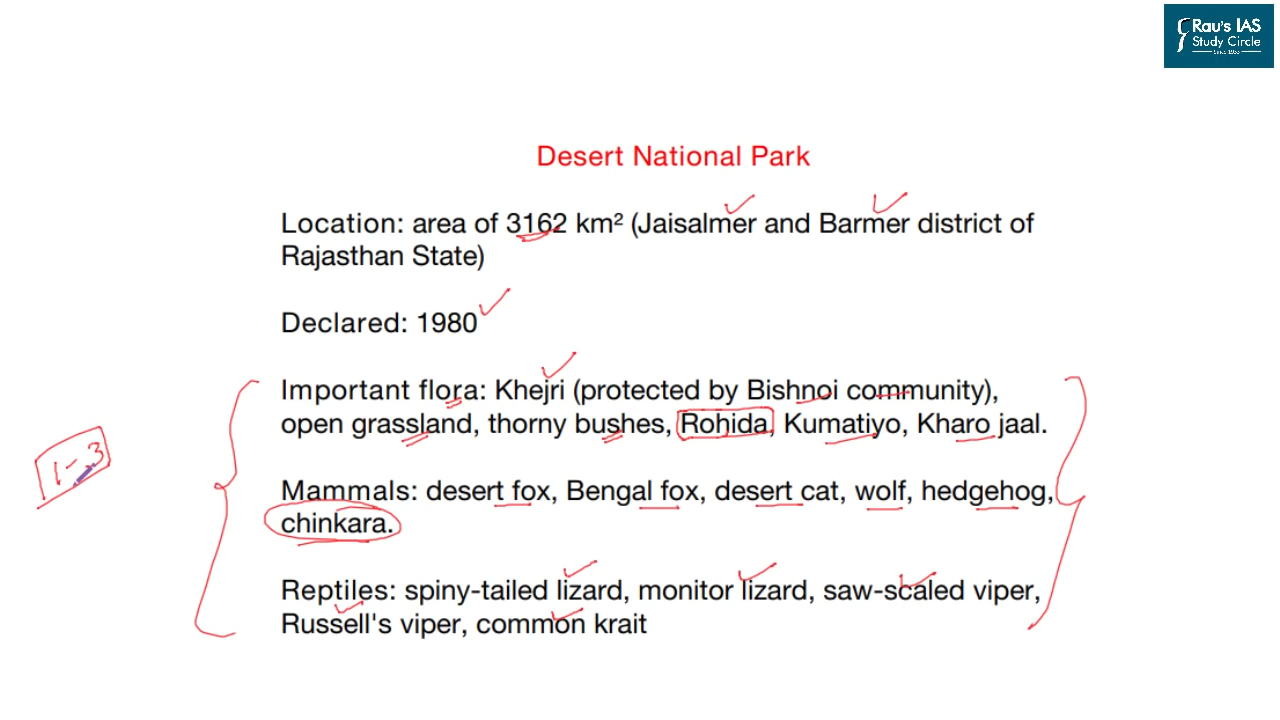 Rau's IAS
Study Circle
Since 1953
Desert National Park
Location: area of 3162 km² (Jaisalmer and Barmer district of
Rajasthan State)
Declared: 1980
Important flora: Khejri (protected by Bishnoi community),
open grassland, thorny bushes, Rohida, Kumatiyo, Kharo jaal.
1-3
Mammals: desert fox, Bengal fox, desert cat, wolf, hedgehog,
chinkara.
Reptiles: spiny-tailed lizard, monitor lizard, saw-scaled viper,
Russell's viper, common krait